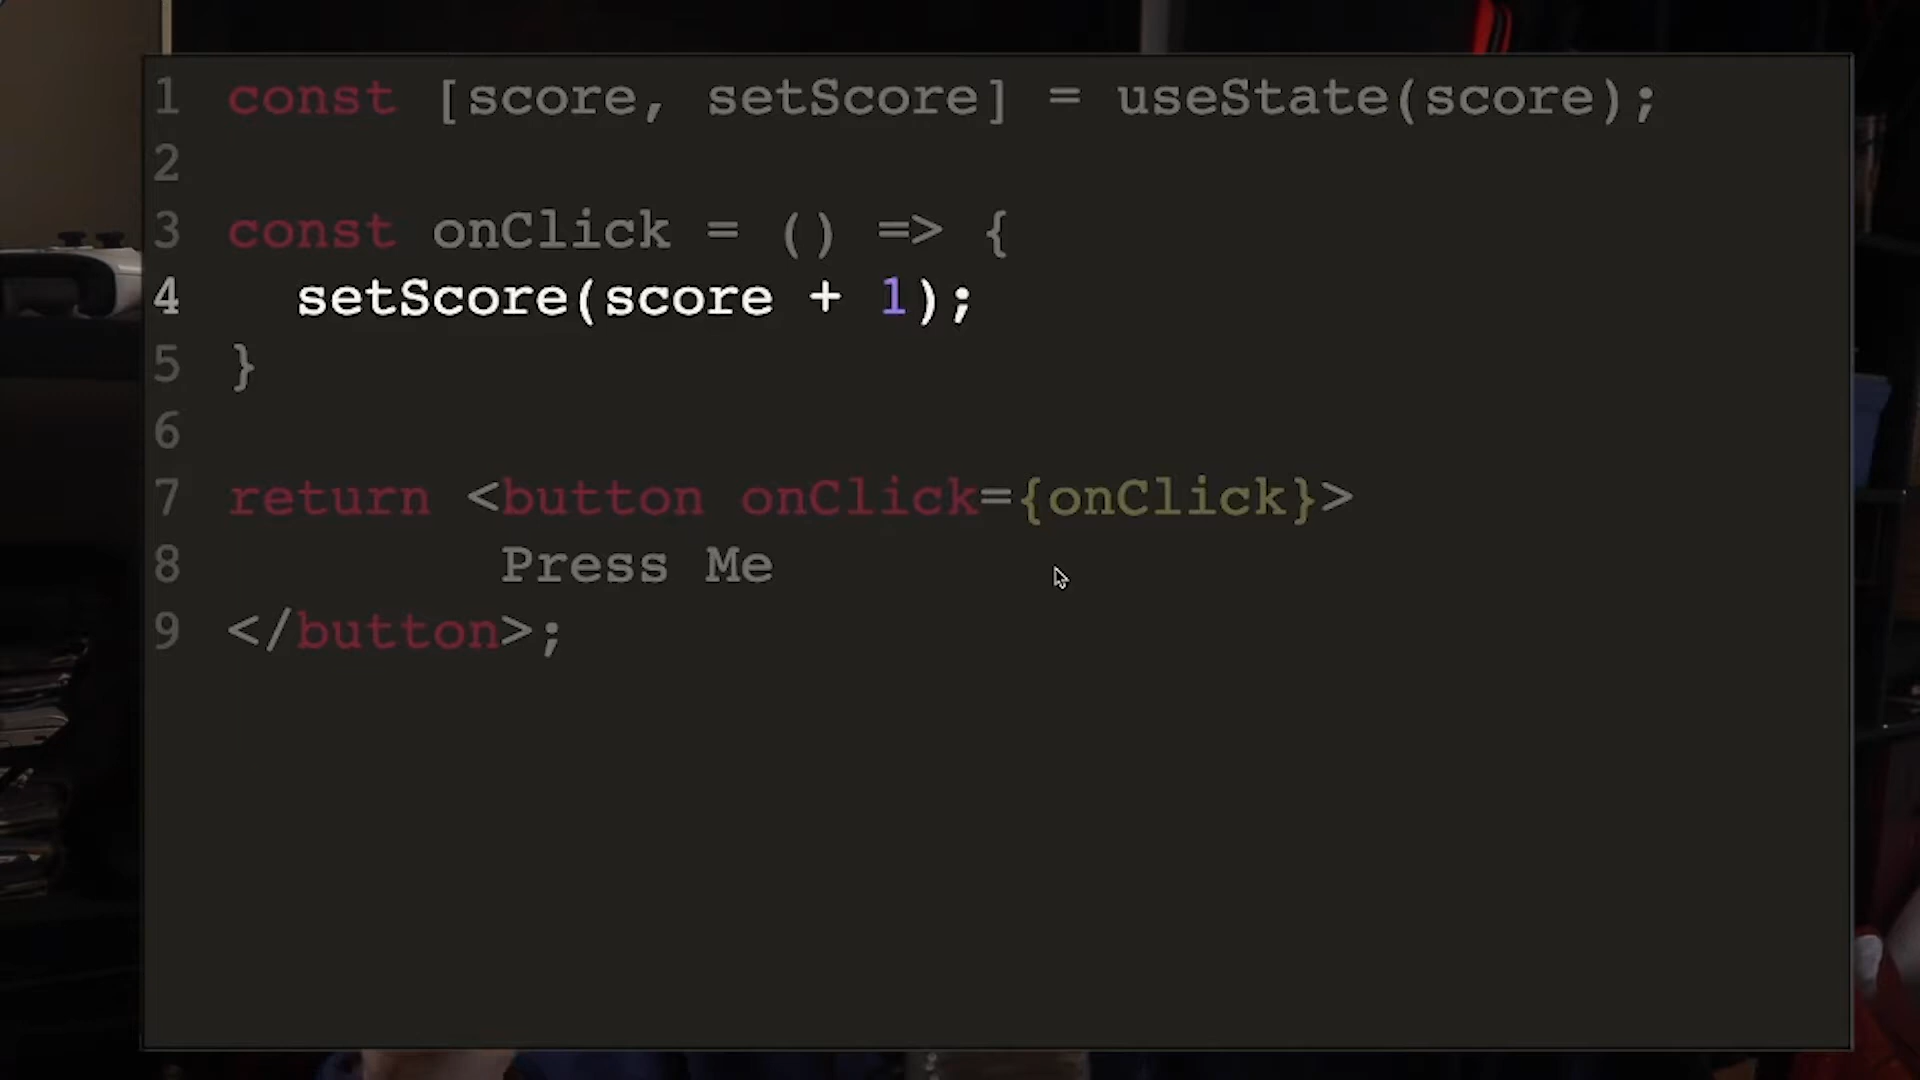 1 const [score, setScore] = useState(score);
2
3 const onClick = () => {
4   setScore(score + 1);
5 }
6
7 return <button onClick={onClick}>
8         Press Me
9 </button>;